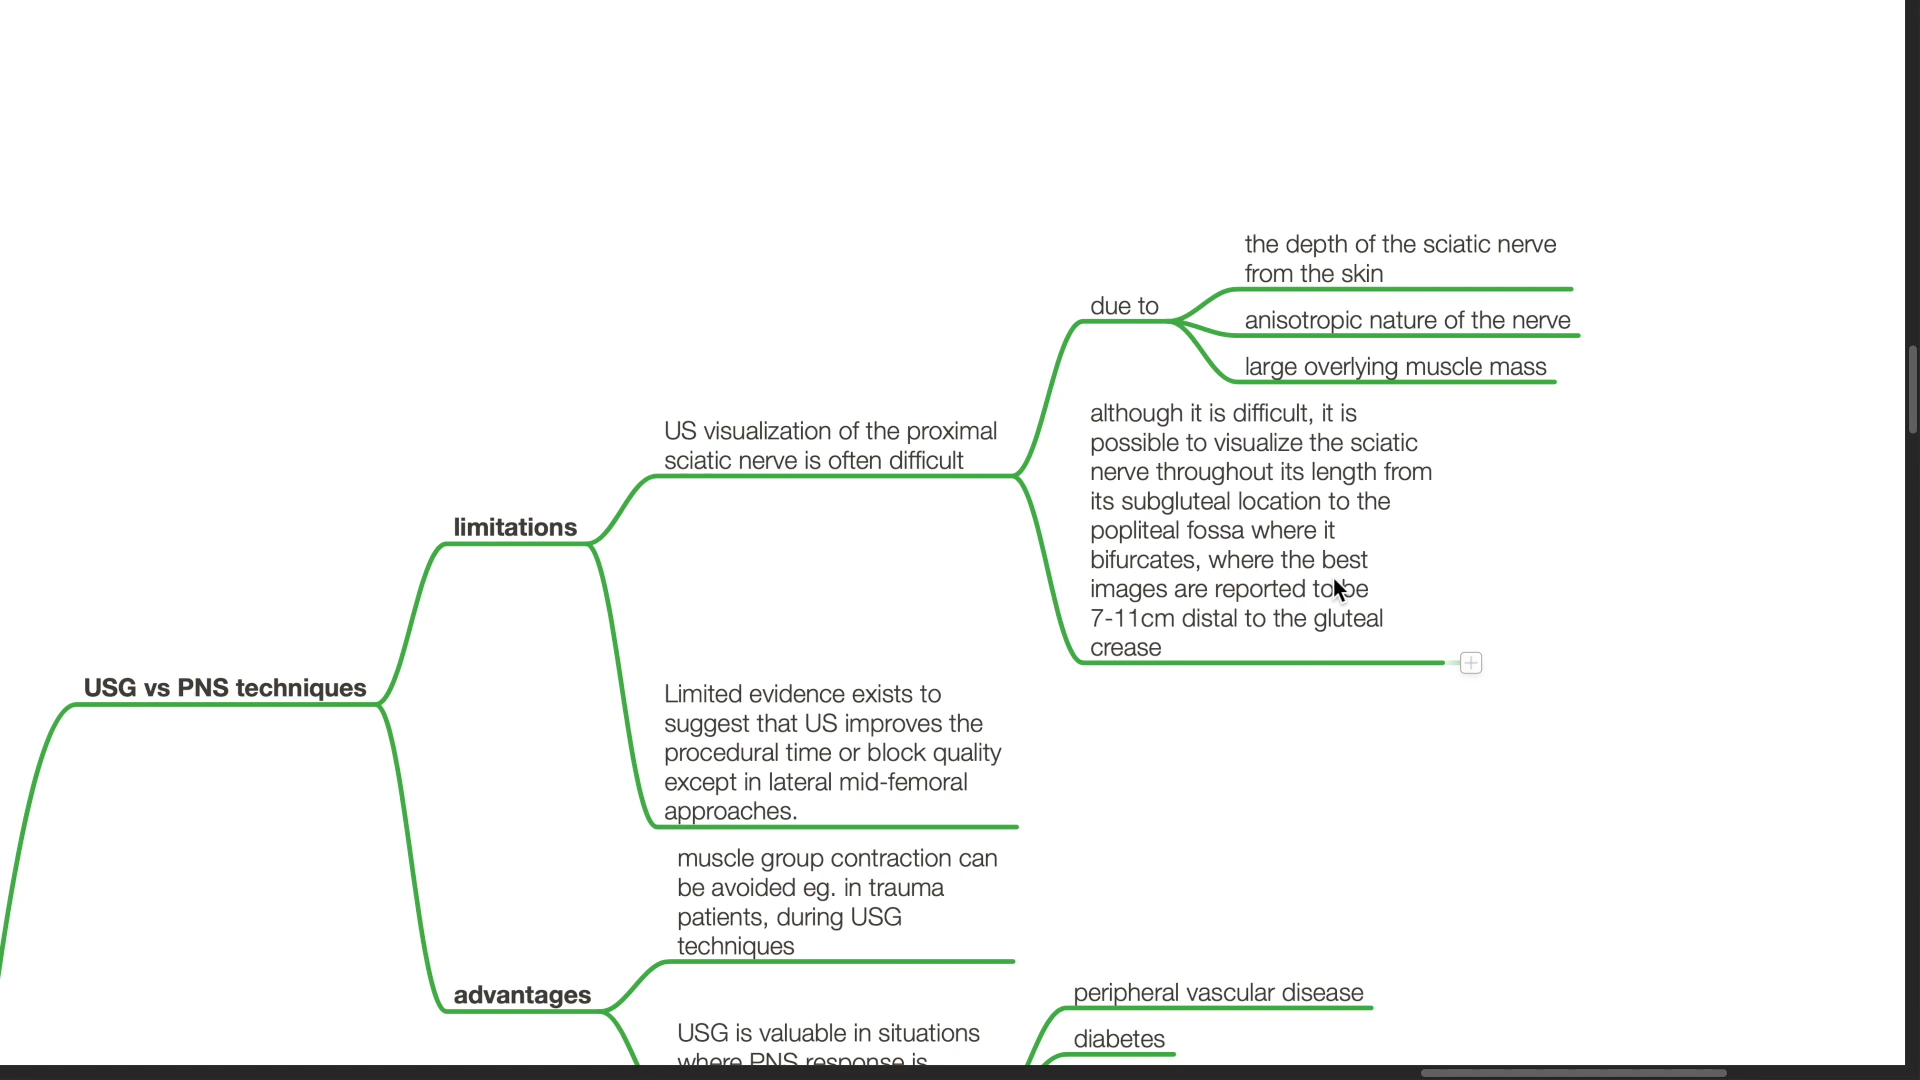 the depth of the sciatic nerve
from the skin
due to
anisotropic nature of the nerve
large overlying muscle mass
although it is difficult, it is
possible to visualize the sciatic
nerve throughout its length from
its subgluteal location to the
popliteal fossa where it
bifurcates, where the best
images are reported to be
7-11cm distal to the gluteal
crease
US visualization of the proximal
sciatic nerve is often difficult
limitations
USG vs PNS techniques
Limited evidence exists to
suggest that US improves the
procedural time or block quality
except in lateral mid-femoral
approaches.
muscle group contraction can
be avoided eg. in trauma
patients, during USG
techniques
advantages
peripheral vascular disease
USG is valuable in situations
diabetes
where PNS response is